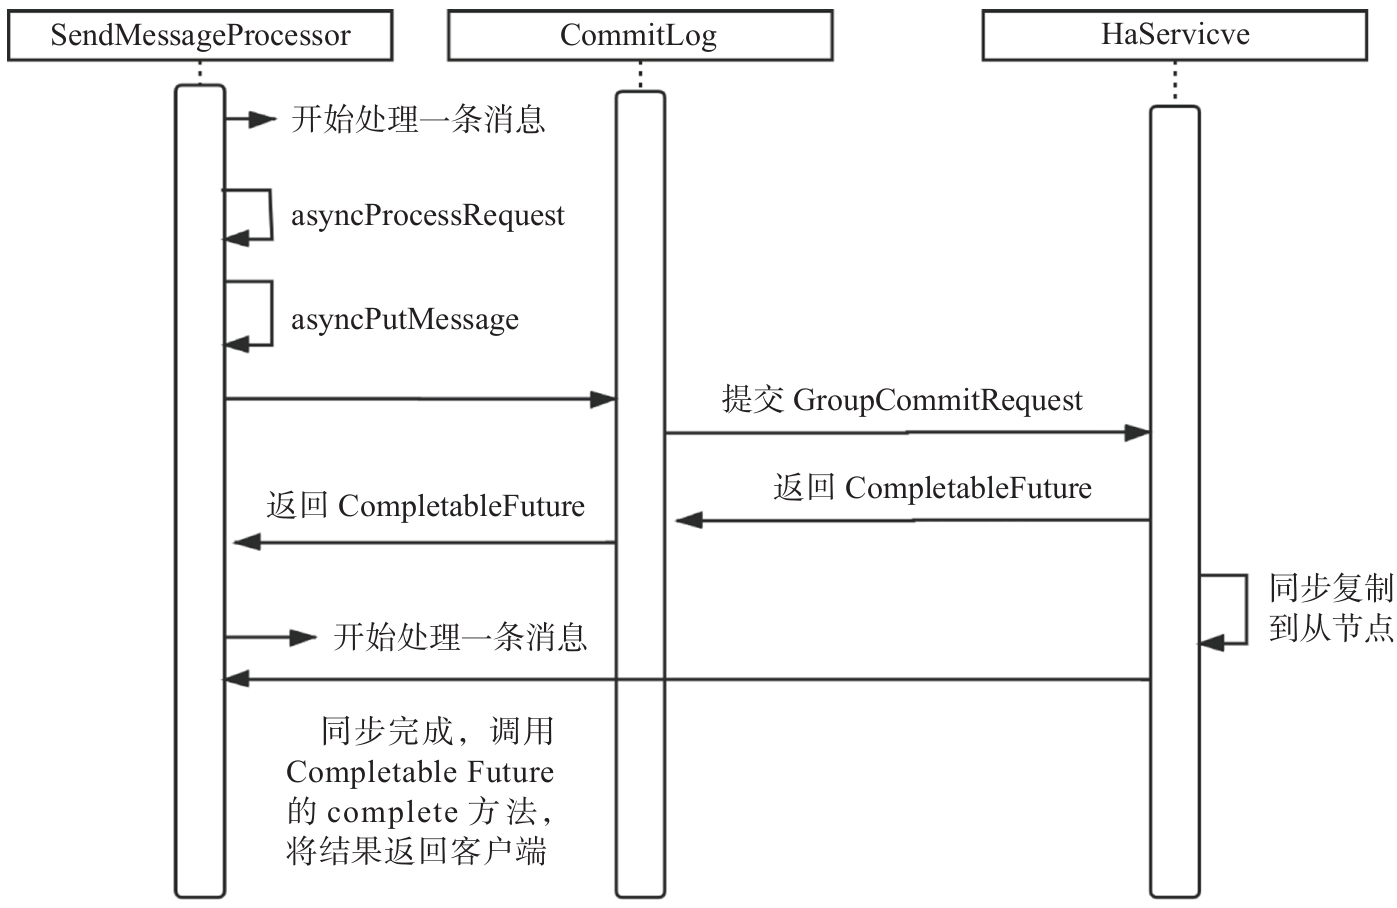 SendMessageProcessor
CommitLog
HaServicve
开始处理一条消息
asyncProcessRequest
asyncPutMessage
提交 GroupCommitRequest
返回 CompletableFuture
返回 CompletableFuture
同步复制
到从节点
开始处理一条消息
同步完成，调用
Completable Future
的 complete 方法，
将结果返回客户端